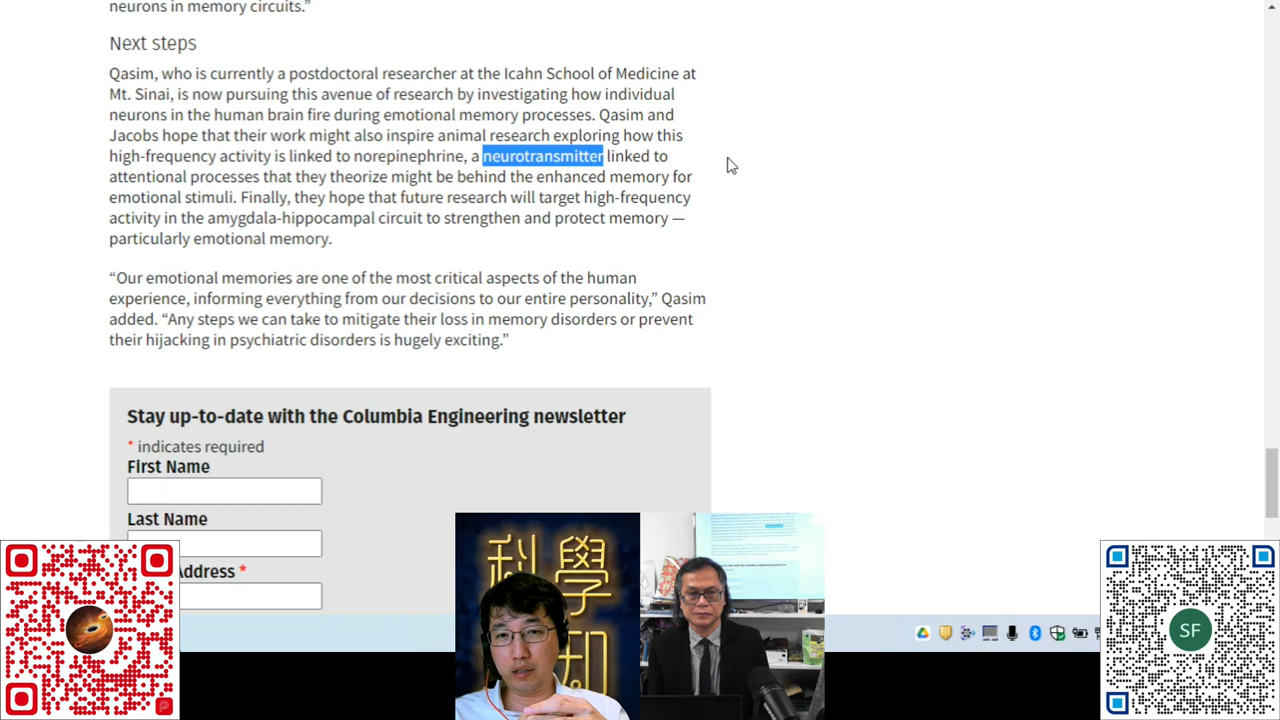 neurons in memory circuits.”
Next steps
Qasim, who is currently a postdoctoral researcher at the Icahn School of Medicine at
Mt. Sinai, is now pursuing this avenue of research by investigating how individual
neurons in the human brain fire during emotional memory processes. Qasim and
Jacobs hope that their work might also inspire animal research exploring how this
high-frequency activity is linked to norepinephrine, a neurotransmitter linked to
attentional processes that they theorize might be behind the enhanced memory for
emotional stimuli. Finally, they hope that future research will target high-frequency
activity in the amygdala-hippocampal circuit to strengthen and protect memory —
particularly emotional memory.
“Our emotional memories are one of the most critical aspects of the human
experience, informing everything from our decisions to our entire personality,” Qasim
added. “Any steps we can take to mitigate their loss in memory disorders or prevent
their hijacking in psychiatric disorders is hugely exciting.”
Stay up-to-date with the Columbia Engineering newsletter
* indicates required
First Name
Last Name
Address *
科學
SF